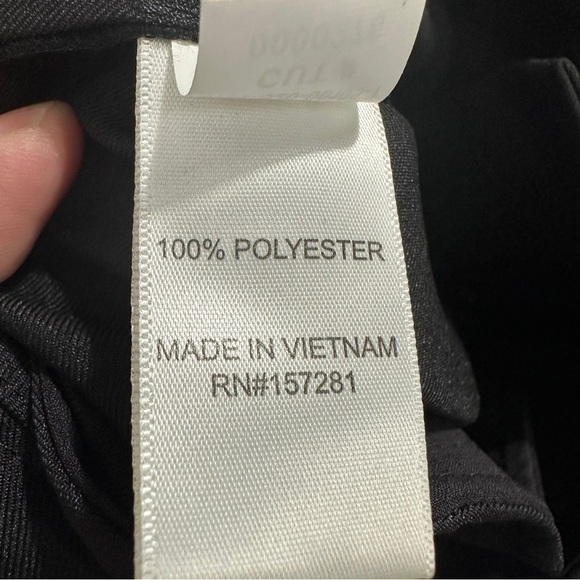 100% POLYESTER
MADE IN VIETNAM
RN#157281